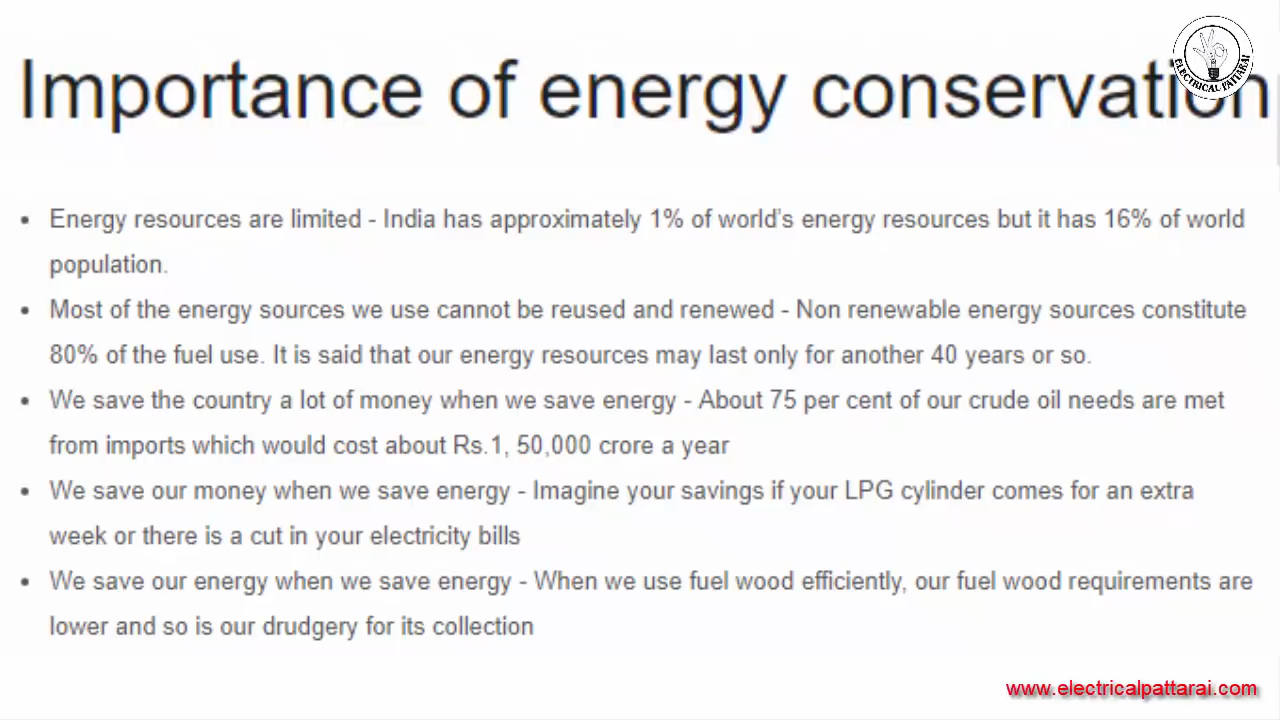 Importance of energy conservation
ELECTRICAL PATTARAI
• Energy resources are limited - India has approximately 1% of world's energy resources but it has 16% of world
population.
• Most of the energy sources we use cannot be reused and renewed - Non renewable energy sources constitute
80% of the fuel use. It is said that our energy resources may last only for another 40 years or so.
• We save the country a lot of money when we save energy - About 75 per cent of our crude oil needs are met
from imports which would cost about Rs.1, 50,000 crore a year
• We save our money when we save energy - Imagine your savings if your LPG cylinder comes for an extra
week or there is a cut in your electricity bills
• We save our energy when we save energy - When we use fuel wood efficiently, our fuel wood requirements are
lower and so is our drudgery for its collection
www.electricalpattarai.com